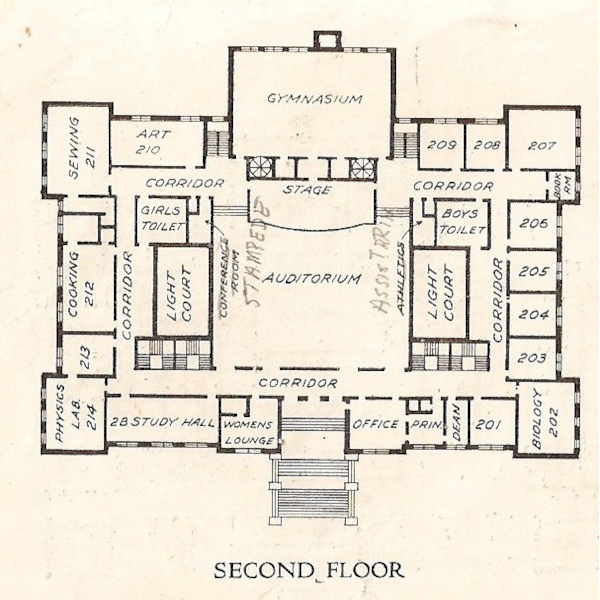 GYMNASIUM
SEWING
211
ART
210
209
208
207
CORRIDOR
STAGE
CORRIDOR
BOOK
RM.
GIRLS
TOILET
BOYS
TOILET
206
CONFERENCE
ROOM
STAMPEDE
AUDITORIUM
ATHLETICS
COOKING
212
CORRIDOR
LIGHT
COURT
LIGHT
COURT
CORRIDOR
205
204
213
203
CORRIDOR
PHYSICS
LAB.
214
2B STUDY HALL
WOMENS
LOUNGE
OFFICE
PRIN.
DEAN
201
BIOLOGY
202
SECOND FLOOR